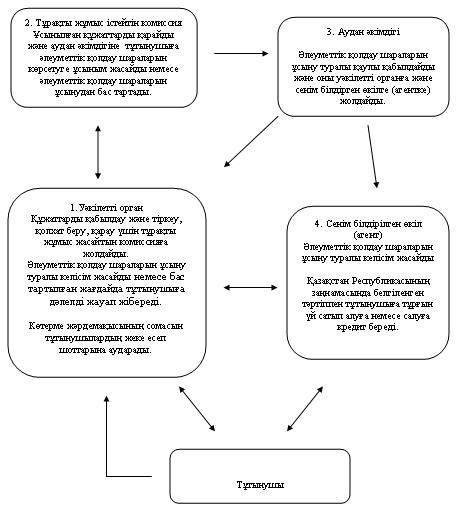 2. Тұрақты жұмыс істейтін комиссия
Ұсынылған құжаттарды қарайды
және аудан әкімдігіне тұтынушыға
әлеуметтік қолдау шараларын
көрсетуге ұсыным жасайды немесе
әлеуметтік қолдау шараларын
ұсынудан бас тартады.
3. Аудан әкімдігі
Әлеуметтік қолдау шараларын
ұсыну туралы қаулы қабылдайды
және оны уәкілетті органға және
сенім білдірген өкілге (агентке)
жолдайды.
1. Уәкілетті орган
Құжаттарды қабылдау және тіркеу,
қолхат беру, қарау үшін тұрақты
жұмыс жасайтын комиссияға
жолдайды.
Әлеуметтік қолдау шараларын ұсыну
туралы келісім жасайды немесе бас
тартылған жағдайда тұтынушыға
дәлелді жауап жібереді.
Көтерме жәрдемақысының сомасын
тұтынушылардың жеке есеп
шоттарына аударады.
4. Сенім білдірілген өкіл
(агент)
Әлеуметтік қолдау шараларын
ұсыну туралы келісім жасайды
Қазақстан Республикасының
заңнамасында белгіленген
тәртіппен тұтынушыға тұрғын
үй сатып алуға немесе салуға
кредит береді.
Тұтынушы